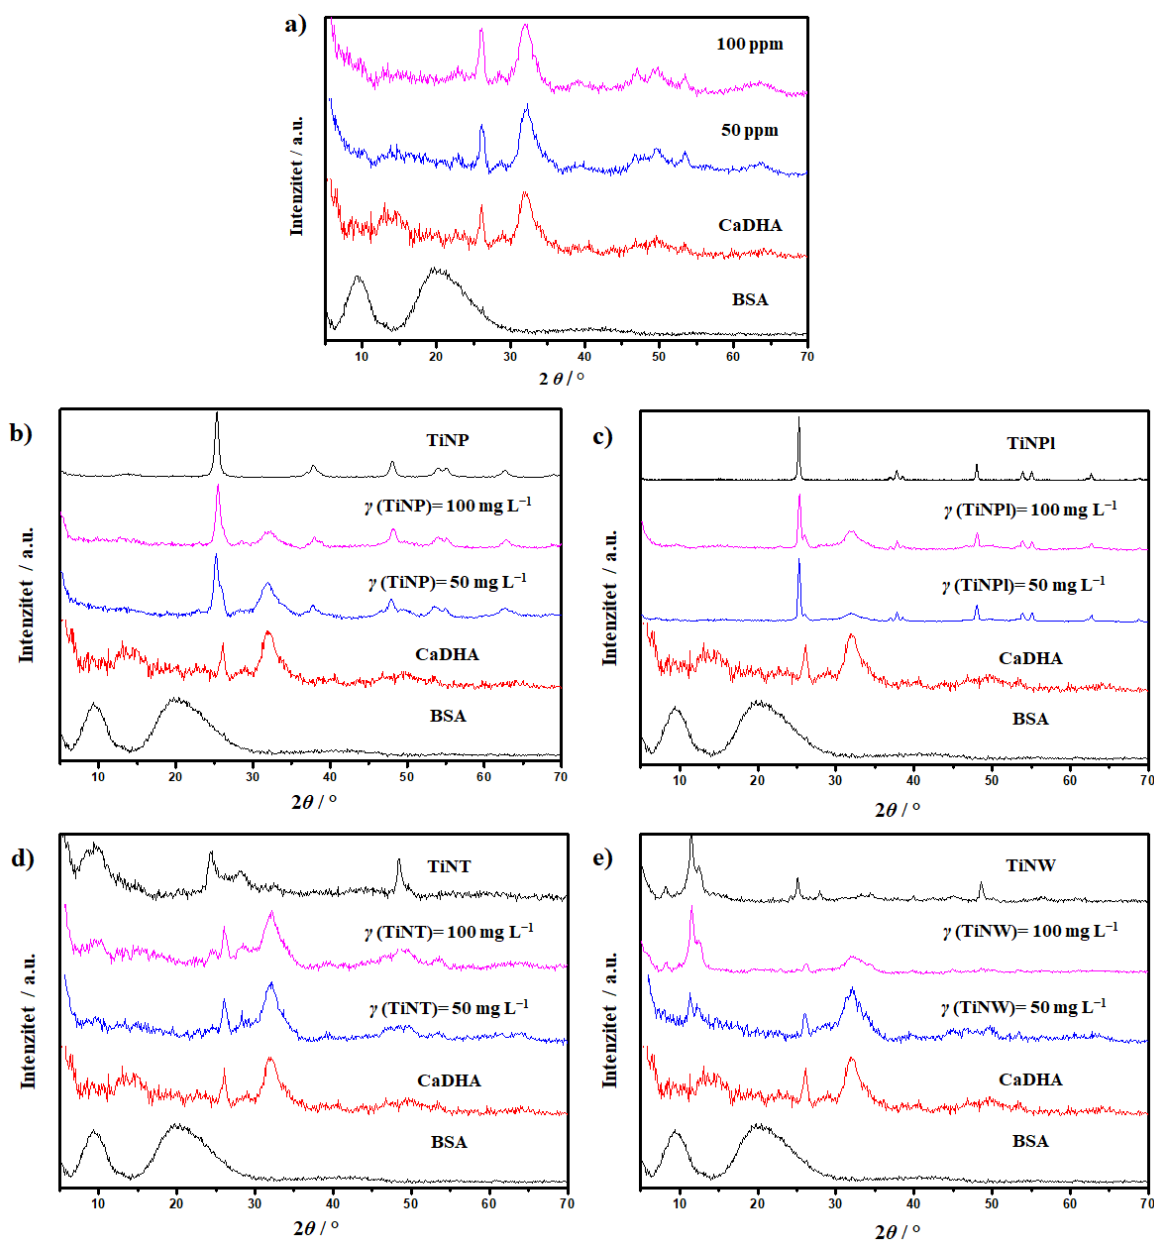 a)
100 ppm
50 ppm
CaDHA
BSA
Intenzitet / a.u.
10 20 30 40 50 60 70
2 θ / °
b)
TiNP
γ (TiNP)= 100 mg L⁻¹
γ (TiNP)= 50 mg L⁻¹
CaDHA
BSA
Intenzitet / a.u.
10 20 30 40 50 60 70
2θ / °
c)
TiNPl
γ (TiNPl)= 100 mg L⁻¹
γ (TiNPl)= 50 mg L⁻¹
CaDHA
BSA
Intenzitet / a.u.
10 20 30 40 50 60 70
2θ / °
d)
TiNT
γ (TiNT)= 100 mg L⁻¹
γ (TiNT)= 50 mg L⁻¹
CaDHA
BSA
Intenzitet / a.u.
10 20 30 40 50 60 70
2θ / °
e)
TiNW
γ (TiNW)= 100 mg L⁻¹
γ (TiNW)= 50 mg L⁻¹
CaDHA
BSA
Intenzitet / a.u.
10 20 30 40 50 60 70
2θ / °